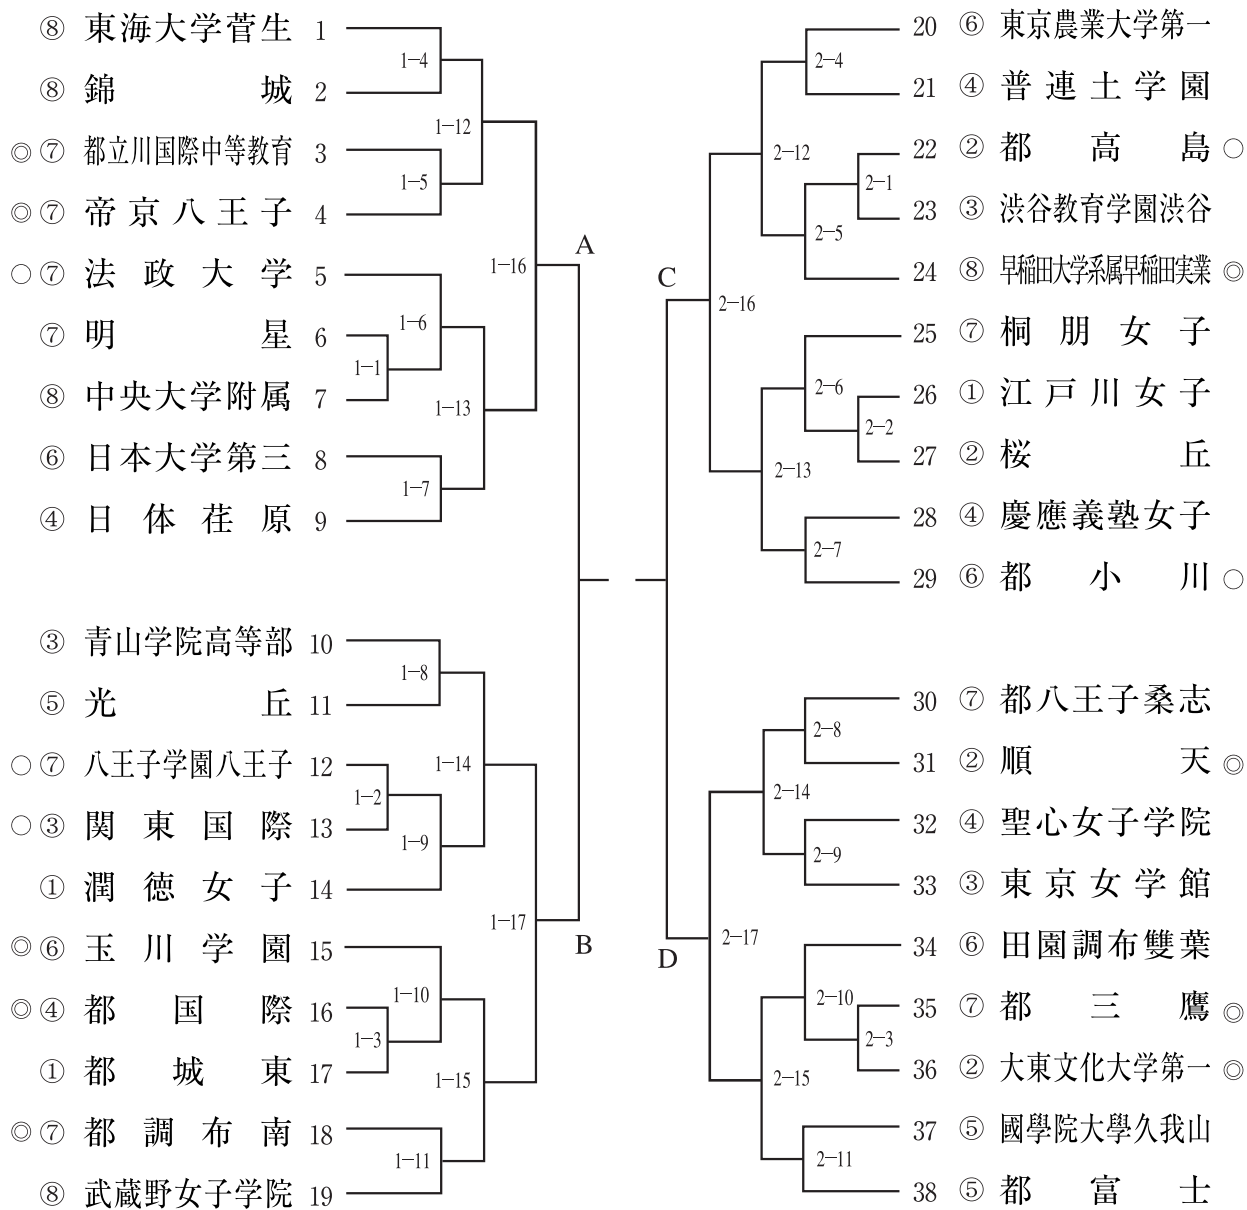 ⑧ 東海大学菅生 1
⑧ 錦城 2
◎ ⑦ 都立川国際中等教育 3
◎ ⑦ 帝京八王子 4
○ ⑦ 法政大学 5
⑦ 明星 6
⑧ 中央大学附属 7
⑥ 日本大学第三 8
④ 日体荏原 9
③ 青山学院高等部 10
⑤ 光丘 11
○ ⑦ 八王子学園八王子 12
○ ③ 関東国際 13
① 潤徳女子 14
◎ ⑥ 玉川学園 15
◎ ④ 都国際 16
① 都城東 17
◎ ⑦ 都調布南 18
⑧ 武蔵野女子学院 19
1−4
1−12
1−5
1−16
A
1−6
1−1
1−13
1−7
1−8
1−14
1−2
1−9
1−17
B
1−10
1−3
1−15
1−11
20 ⑥ 東京農業大学第一
21 ④ 普連土学園
22 ② 都高島 ○
23 ③ 渋谷教育学園渋谷
24 ⑧ 早稲田大学系属早稲田実業 ◎
25 ⑦ 桐朋女子
26 ① 江戸川女子
27 ② 桜丘
28 ④ 慶應義塾女子
29 ⑥ 都小川 ○
30 ⑦ 都八王子桑志
31 ② 順天 ◎
32 ④ 聖心女子学院
33 ③ 東京女学館
34 ⑥ 田園調布雙葉
35 ⑦ 都三鷹 ◎
36 ② 大東文化大学第一 ◎
37 ⑤ 國學院大學久我山
38 ⑤ 都富士
2−4
2−12
2−1
2−5
C
2−16
2−6
2−2
2−13
2−7
2−8
2−14
2−9
D
2−17
2−10
2−3
2−15
2−11